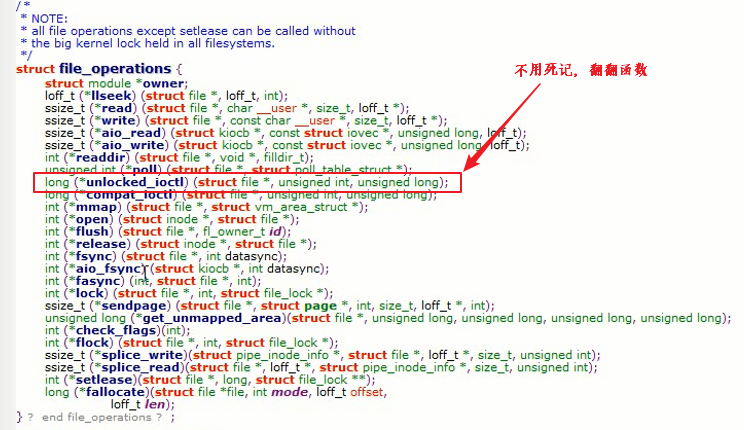 /*
* NOTE:
* all file operations except setlease can be called without
* the big kernel lock held in all filesystems.
*/
struct file_operations {
struct module *owner;
loff_t (*llseek) (struct file *, loff_t, int);
ssize_t (*read) (struct file *, char __user *, size_t, loff_t *);
ssize_t (*write) (struct file *, const char __user *, size_t, loff_t *);
ssize_t (*aio_read) (struct kiocb *, const struct iovec *, unsigned long, loff_t);
ssize_t (*aio_write) (struct kiocb *, const struct iovec *, unsigned long, loff_t);
int (*readdir) (struct file *, void *, filldir_t);
unsigned int (*poll) (struct file *, struct poll_table_struct *);
long (*unlocked_ioctl) (struct file *, unsigned int, unsigned long);
long (*compat_ioctl) (struct file *, unsigned int, unsigned long);
int (*mmap) (struct file *, struct vm_area_struct *);
int (*open) (struct inode *, struct file *);
int (*flush) (struct file *, fl_owner_t id);
int (*release) (struct inode *, struct file *);
int (*fsync) (struct file *, int datasync);
int (*aio_fsync) (struct kiocb *, int datasync);
int (*fasync) (int, struct file *, int);
int (*lock) (struct file *, int, struct file_lock *);
ssize_t (*sendpage) (struct file *, struct page *, int, size_t, loff_t *, int);
unsigned long (*get_unmapped_area)(struct file *, unsigned long, unsigned long, unsigned long, unsigned long);
int (*check_flags)(int);
int (*flock) (struct file *, int, struct file_lock *);
ssize_t (*splice_write)(struct pipe_inode_info *, struct file *, loff_t *, size_t, unsigned int);
ssize_t (*splice_read)(struct file *, loff_t *, struct pipe_inode_info *, size_t, unsigned int);
int (*setlease)(struct file *, long, struct file_lock **);
long (*fallocate)(struct file *file, int mode, loff_t offset,
loff_t len);
} ? end file_operations ? ;
不用死记，翻翻函数